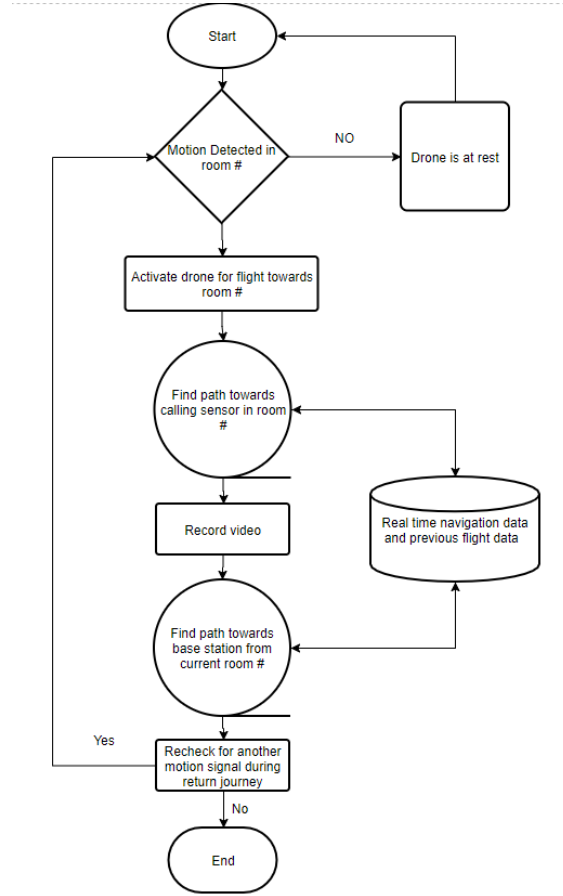 Start
Motion Detected in
room #
NO
Drone is at rest
Activate drone for flight towards
room #
Find path towards
calling sensor in room
#
Real time navigation data
and previous flight data
Record video
Find path towards
base station from
current room #
Yes
Recheck for another
motion signal during
return journey
No
End